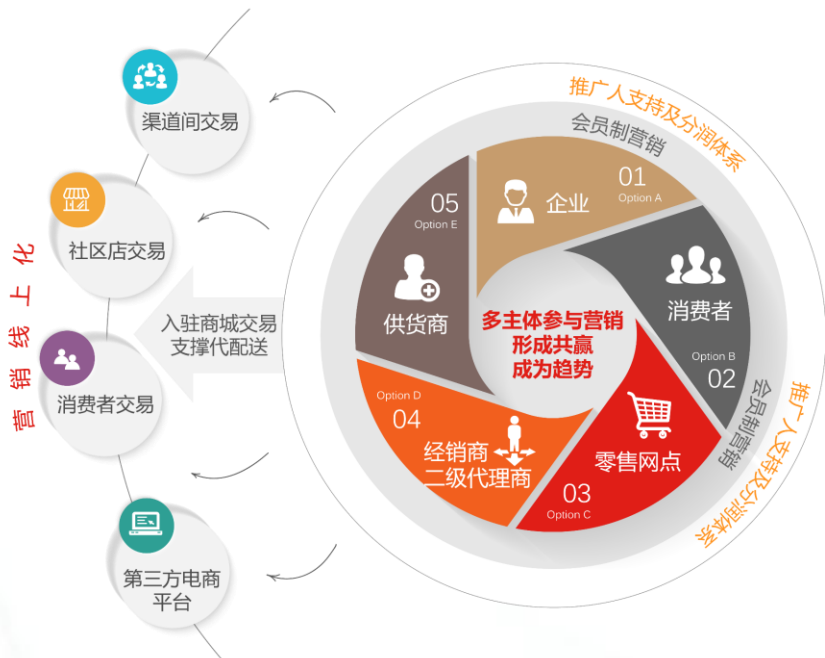 渠道间交易
社区店交易
消费者交易
第三方电商
平台
营销线上化
入驻商城交易
支撑代配送
推广人支持及分润体系
会员制营销
01
Option A
企业
消费者
Option B
02
会员制营销
推广人支持及分润体系
零售网点
03
Option C
Option D
04
经销商
二级代理商
05
Option E
供货商
多主体参与营销
形成共赢
成为趋势